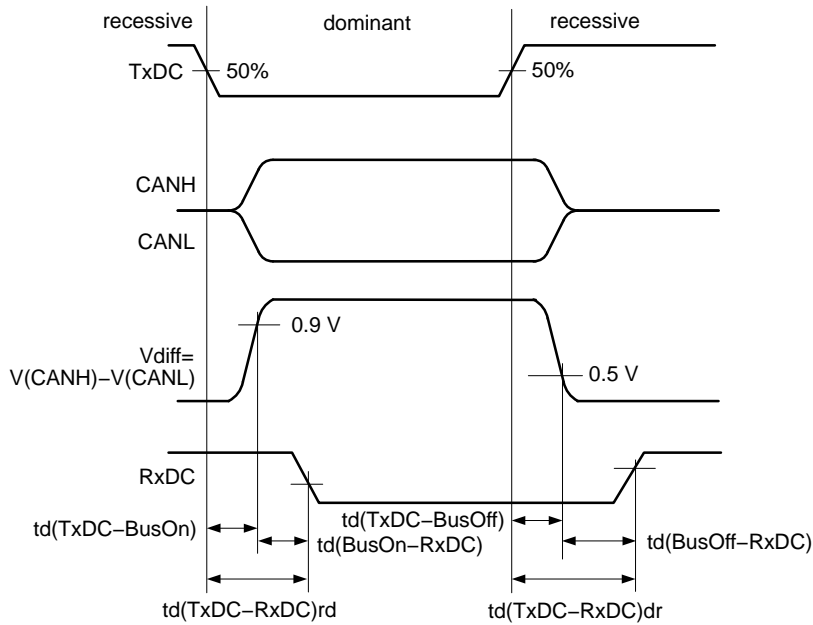 recessive dominant recessive
TxDC 50% 50%
CANH
CANL
0.9 V
Vdiff=
V(CANH)−V(CANL) 0.5 V
RxDC
td(TxDC−BusOn) td(TxDC−BusOff)
td(BusOn−RxDC) td(BusOff−RxDC)
td(TxDC−RxDC)rd td(TxDC−RxDC)dr